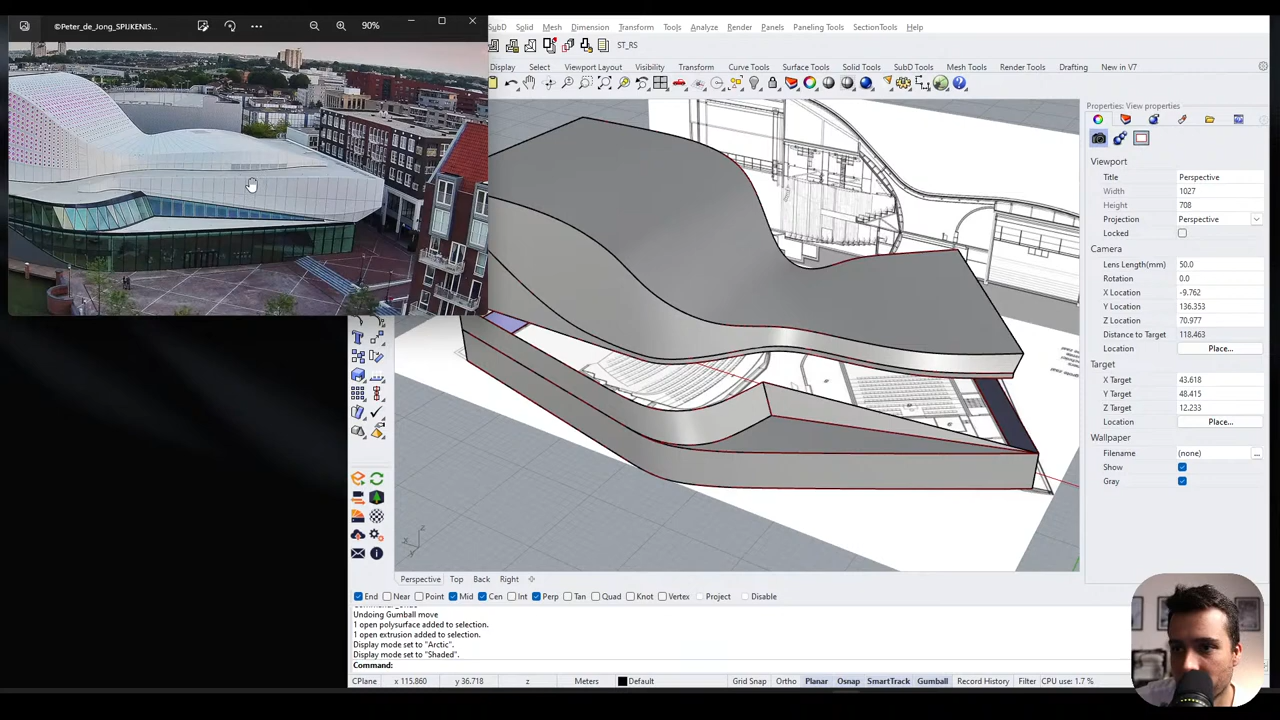 ©Peter_de_Jong_SPIJKENIS...
90%
SubD Solid Mesh Dimension Transform Tools Analyze Render Panels Paneling Tools SectionTools Help
ST_RS
Display Select Viewport Layout Visibility Transform Curve Tools Surface Tools Solid Tools SubD Tools Mesh Tools Render Tools Drafting New in V7
Properties: View properties
Viewport
Title Perspective
Width 1027
Height 708
Projection Perspective
Locked
Camera
Lens Length(mm) 50.0
Rotation 0.0
X Location -9.762
Y Location 136.353
Z Location 70.977
Distance to Target 118.463
Location Place...
Target
X Target 43.618
Y Target 48.415
Z Target 12.233
Location Place...
Wallpaper
Filename (none) ...
Show
Gray
z
x
y
Perspective Top Back Right
End Near Point Mid Cen Int Perp Tan Quad Knot Vertex Project Disable
Undoing Gumball move
1 open polysurface added to selection.
1 open extrusion added to selection.
Display mode set to "Arctic".
Display mode set to "Shaded".
Command:
CPlane x 115.860 y 36.718 z Meters Default Grid Snap Ortho Planar Osnap SmartTrack Gumball Record History Filter CPU use: 1.7 %